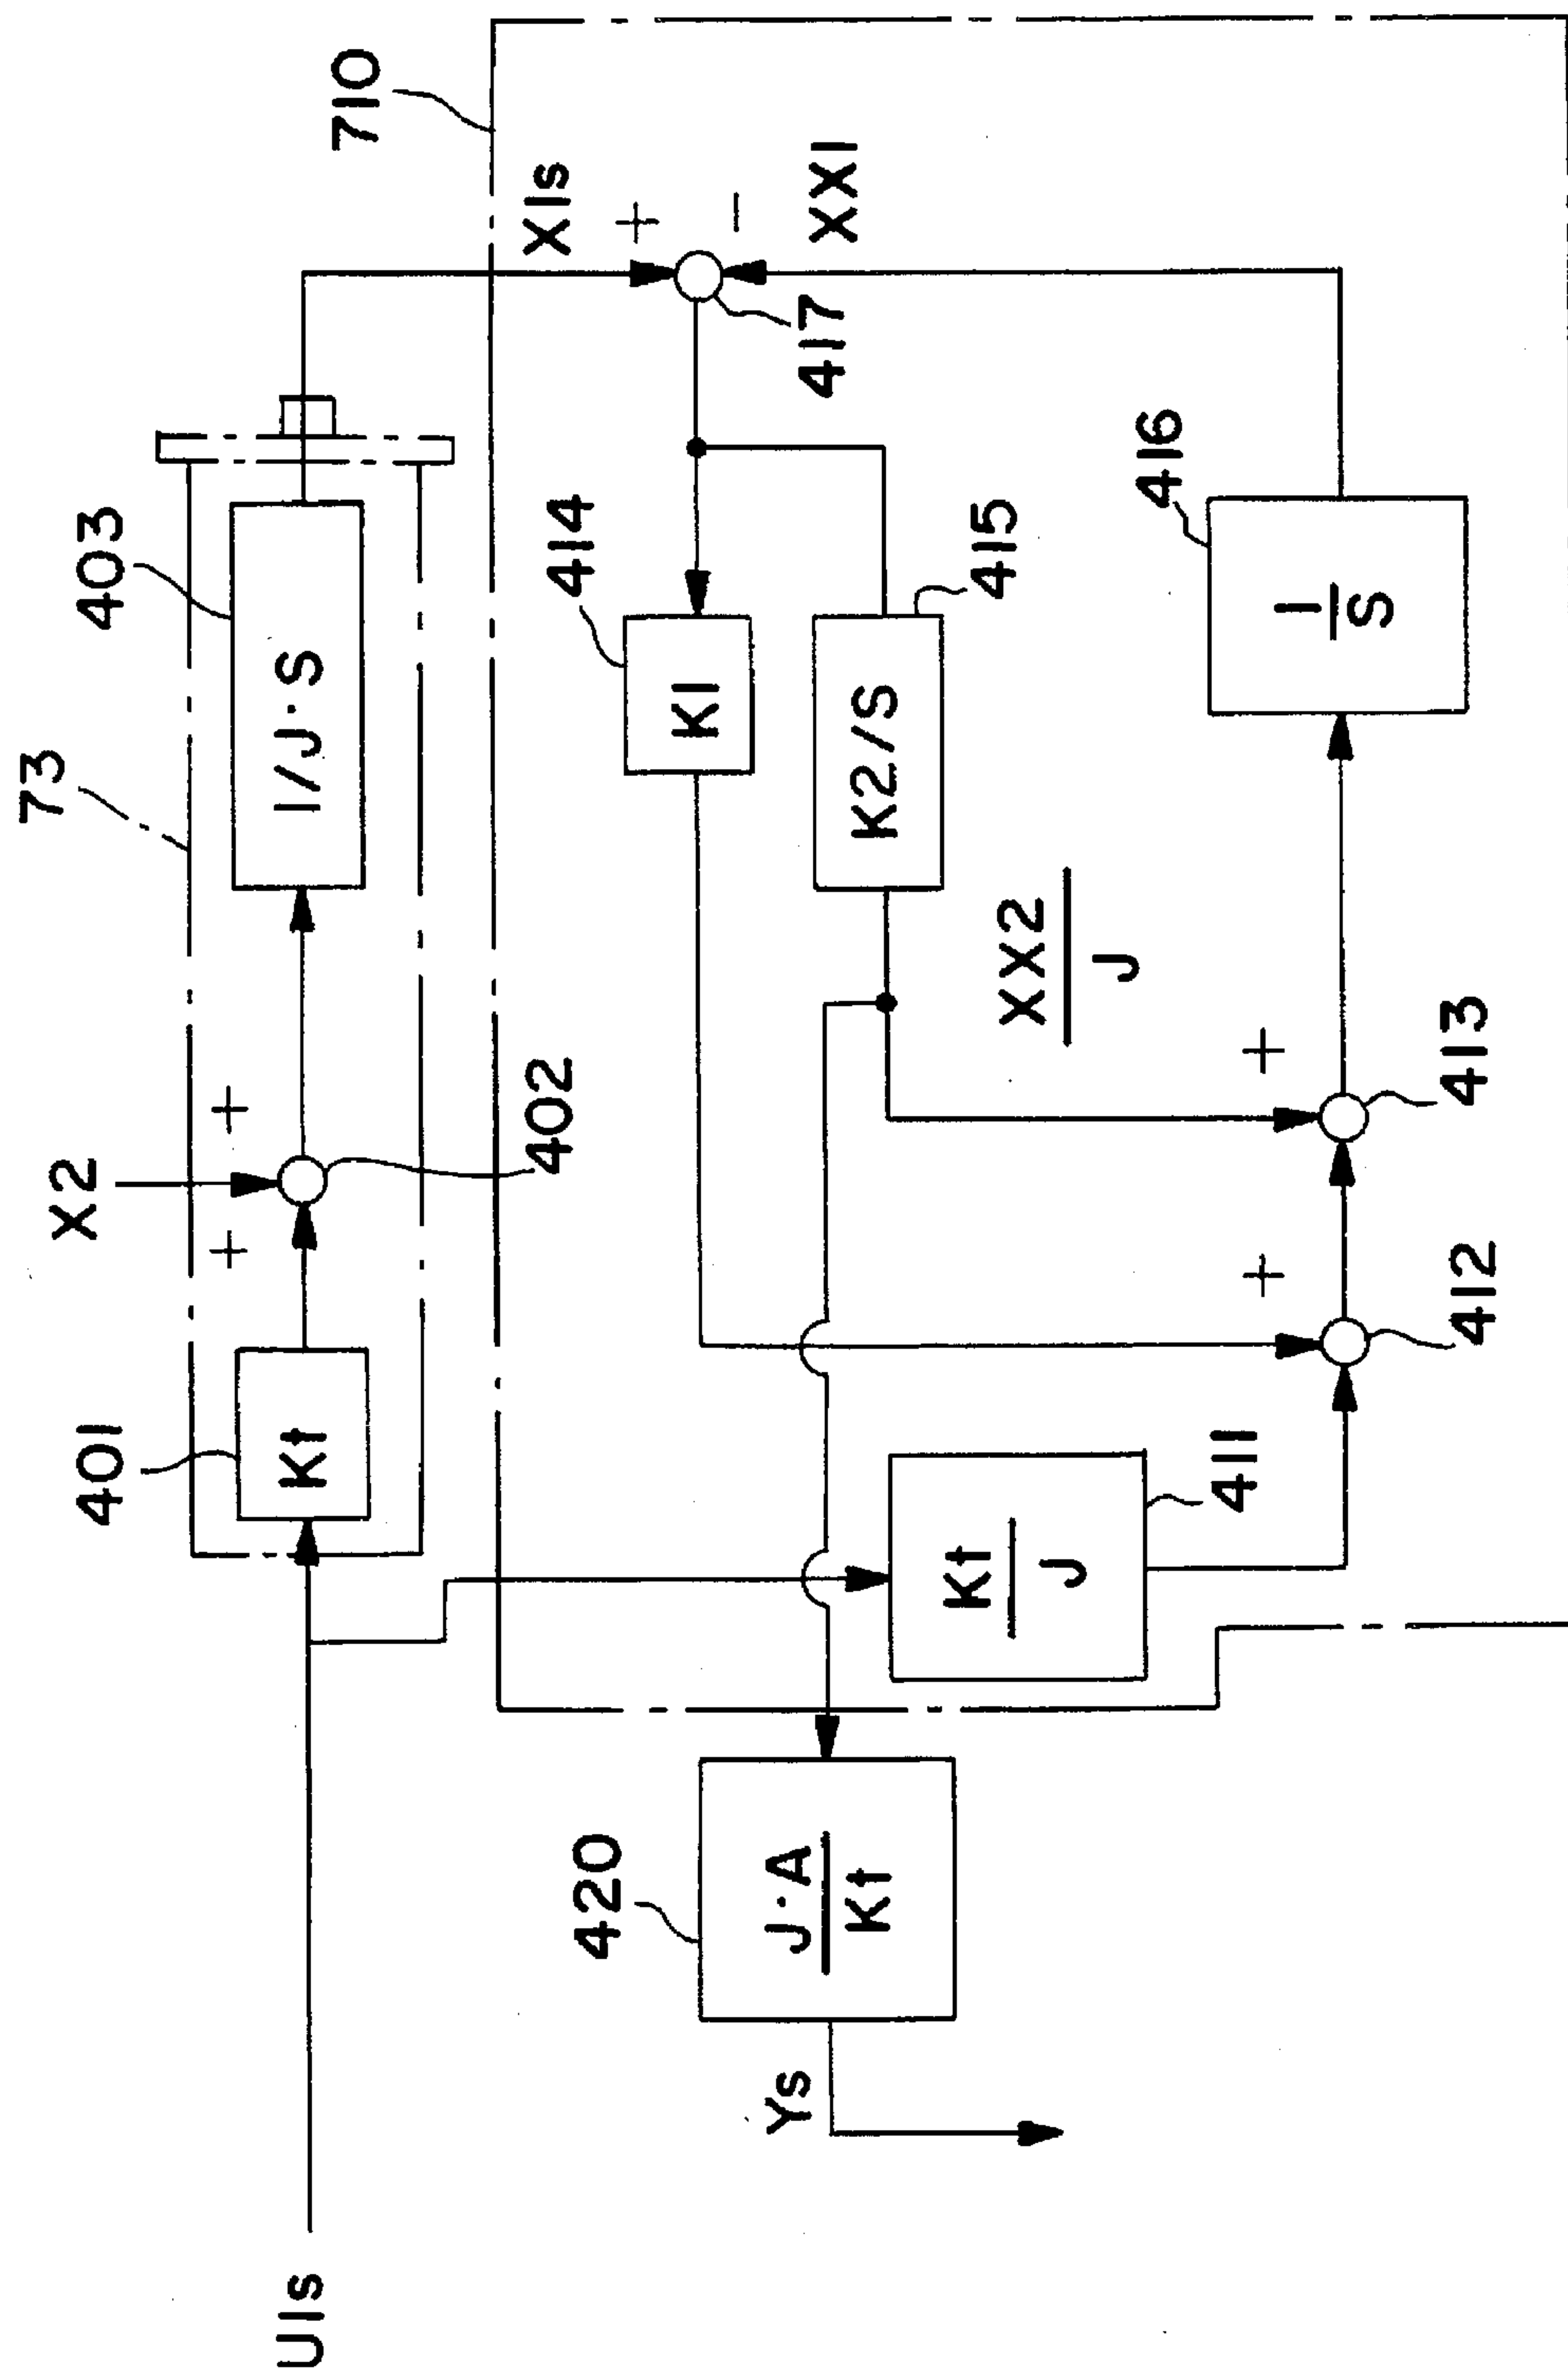 U1s
401
Kt
X2
+
+
402
73
403
1/J·S
710
X1s
+
−
XX1
417
414
K1
K2/S
415
416
1
S
XX2
J
+
413
+
412
Kt
J
411
420
J·A
Kt
Ys